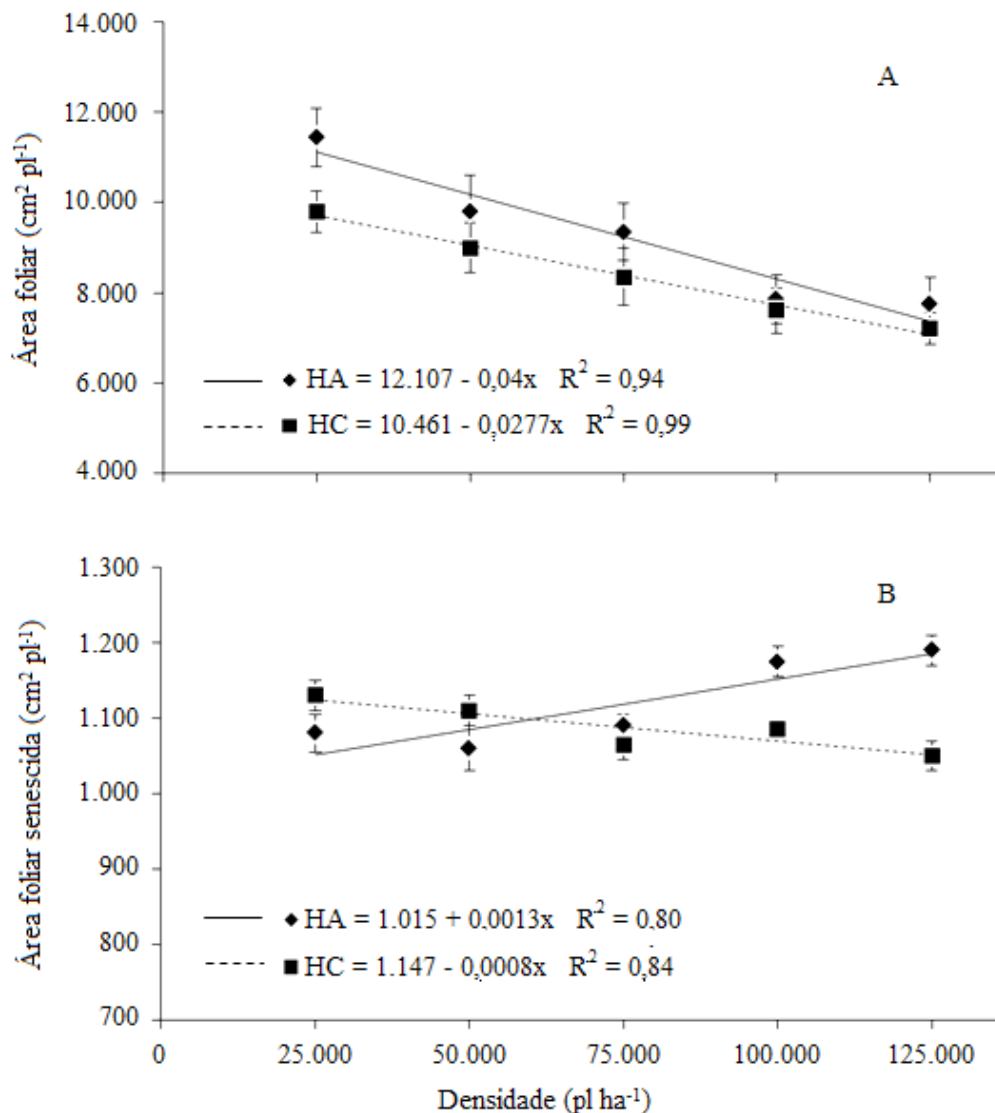 14.000
A
12.000
10.000
8.000
6.000
4.000
Área foliar (cm² pl⁻¹)
HA = 12.107 - 0,04x R² = 0,94
HC = 10.461 - 0,0277x R² = 0,99
1.300
B
1.200
1.100
1.000
900
800
700
Área foliar senescida (cm² pl⁻¹)
HA = 1.015 + 0,0013x R² = 0,80
HC = 1.147 - 0,0008x R² = 0,84
0 25.000 50.000 75.000 100.000 125.000
Densidade (pl ha⁻¹)